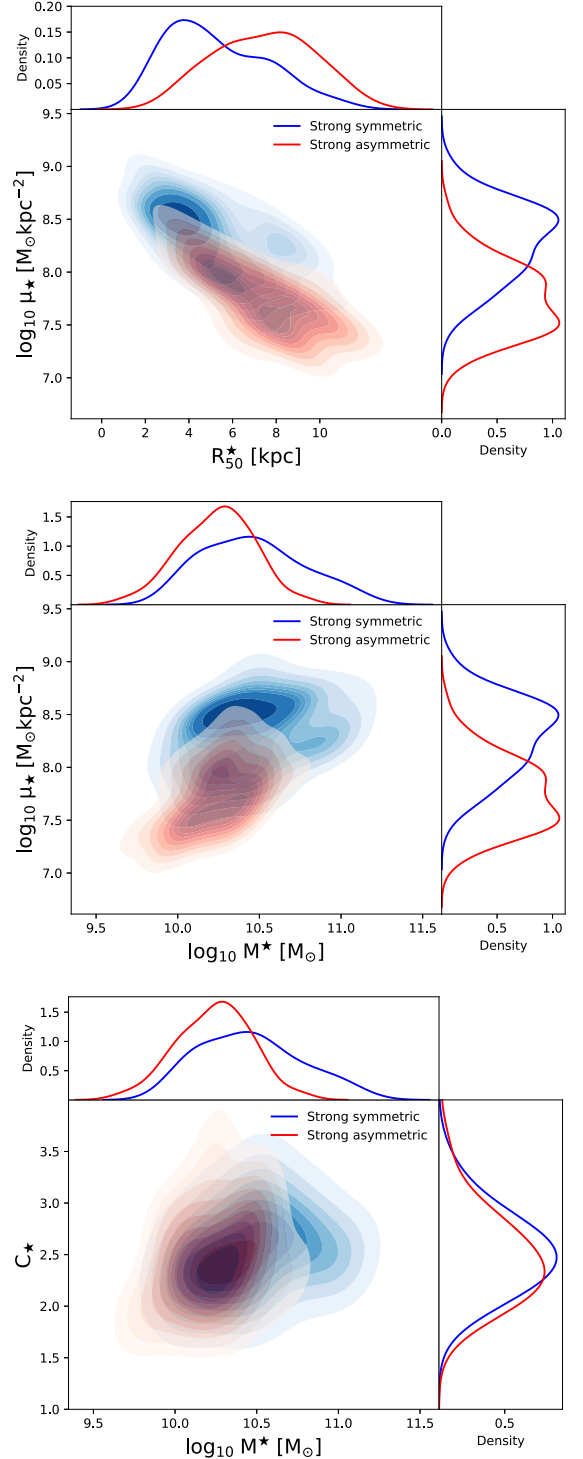 0.20
0.15
0.10
0.05
Density
9.5
9.0
8.5
8.0
7.5
7.0
log₁₀ μ★ [M⊙kpc⁻²]
Strong symmetric
Strong asymmetric
0 2 4 6 8 10
R★₅₀ [kpc]
0.0 0.5 1.0
Density
1.5
1.0
0.5
Density
9.5
9.0
8.5
8.0
7.5
7.0
log₁₀ μ★ [M⊙kpc⁻²]
Strong symmetric
Strong asymmetric
9.5 10.0 10.5 11.0 11.5
log₁₀ M★ [M⊙]
0.5 1.0
Density
1.5
1.0
0.5
Density
3.5
3.0
2.5
2.0
1.5
1.0
C★
Strong symmetric
Strong asymmetric
9.5 10.0 10.5 11.0 11.5
log₁₀ M★ [M⊙]
0.5
Density